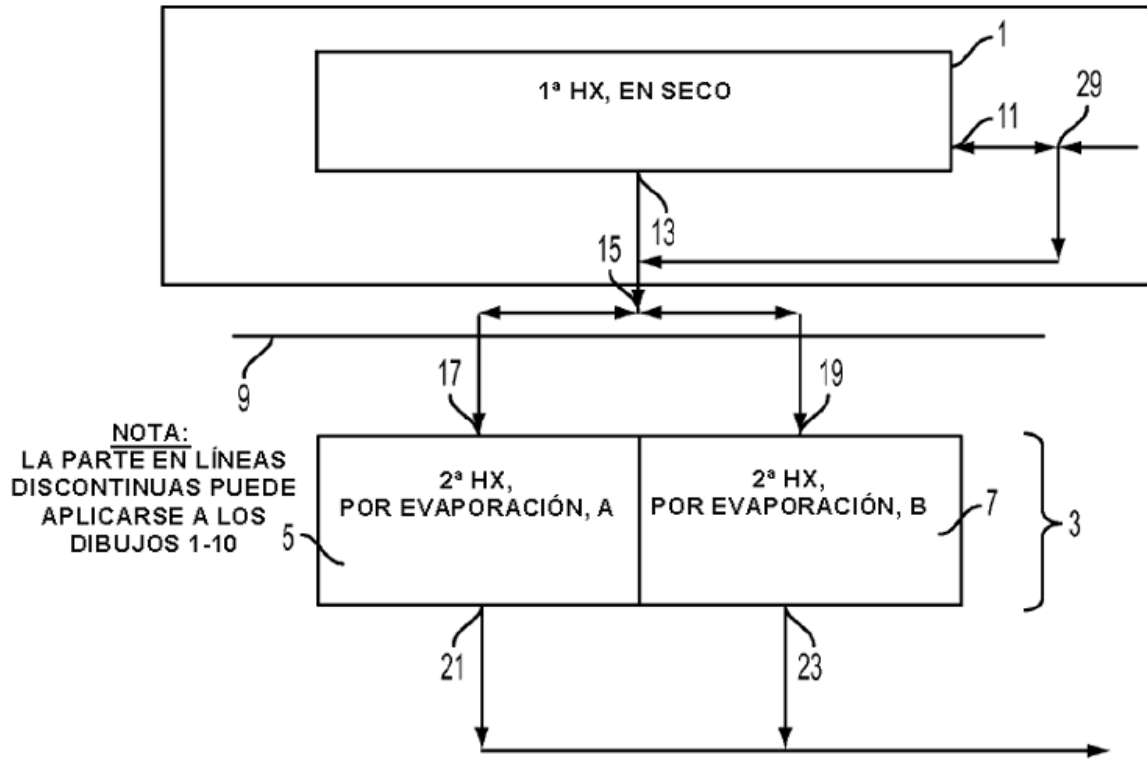 1
1ª HX, EN SECO
29
11
13
15
9
17
19
NOTA:
LA PARTE EN LÍNEAS
DISCONTINUAS PUEDE
APLICARSE A LOS
DIBUJOS 1-10
2ª HX,
POR EVAPORACIÓN, A
5
2ª HX,
POR EVAPORACIÓN, B
7
3
21
23